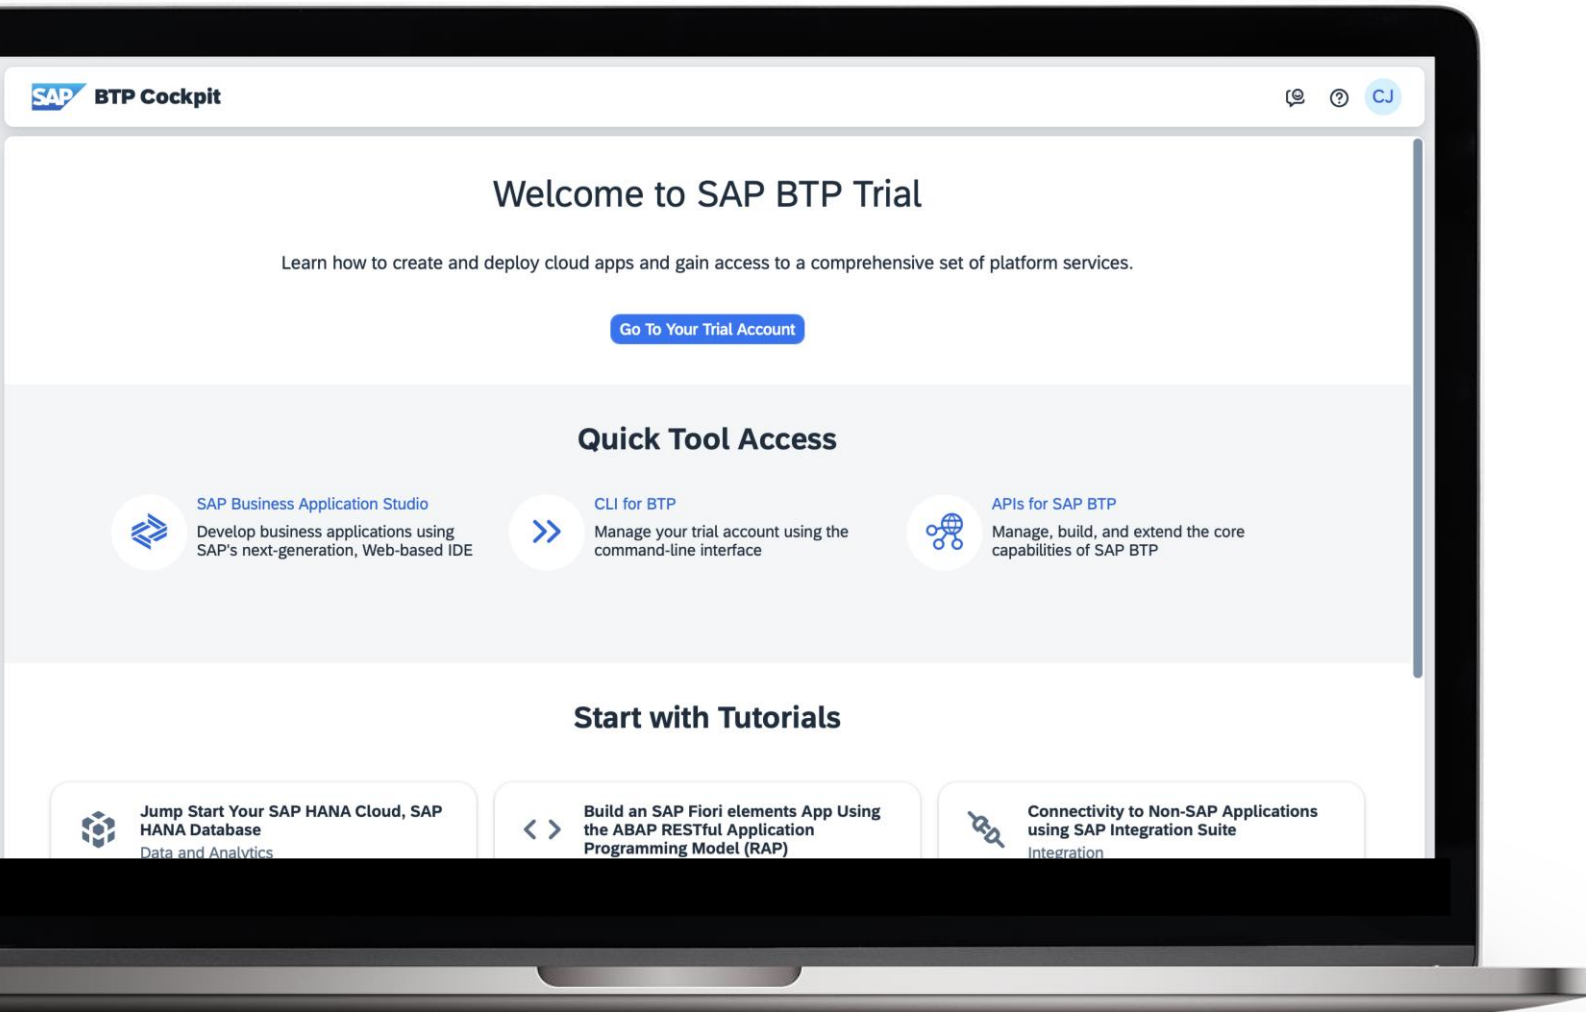 SAP BTP Cockpit
CJ
Welcome to SAP BTP Trial
Learn how to create and deploy cloud apps and gain access to a comprehensive set of platform services.
Go To Your Trial Account
Quick Tool Access
SAP Business Application Studio
Develop business applications using
SAP's next-generation, Web-based IDE
CLI for BTP
Manage your trial account using the
command-line interface
APIs for SAP BTP
Manage, build, and extend the core
capabilities of SAP BTP
Start with Tutorials
Jump Start Your SAP HANA Cloud, SAP
HANA Database
Data and Analytics
Build an SAP Fiori elements App Using
the ABAP RESTful Application
Programming Model (RAP)
Connectivity to Non-SAP Applications
using SAP Integration Suite
Integration